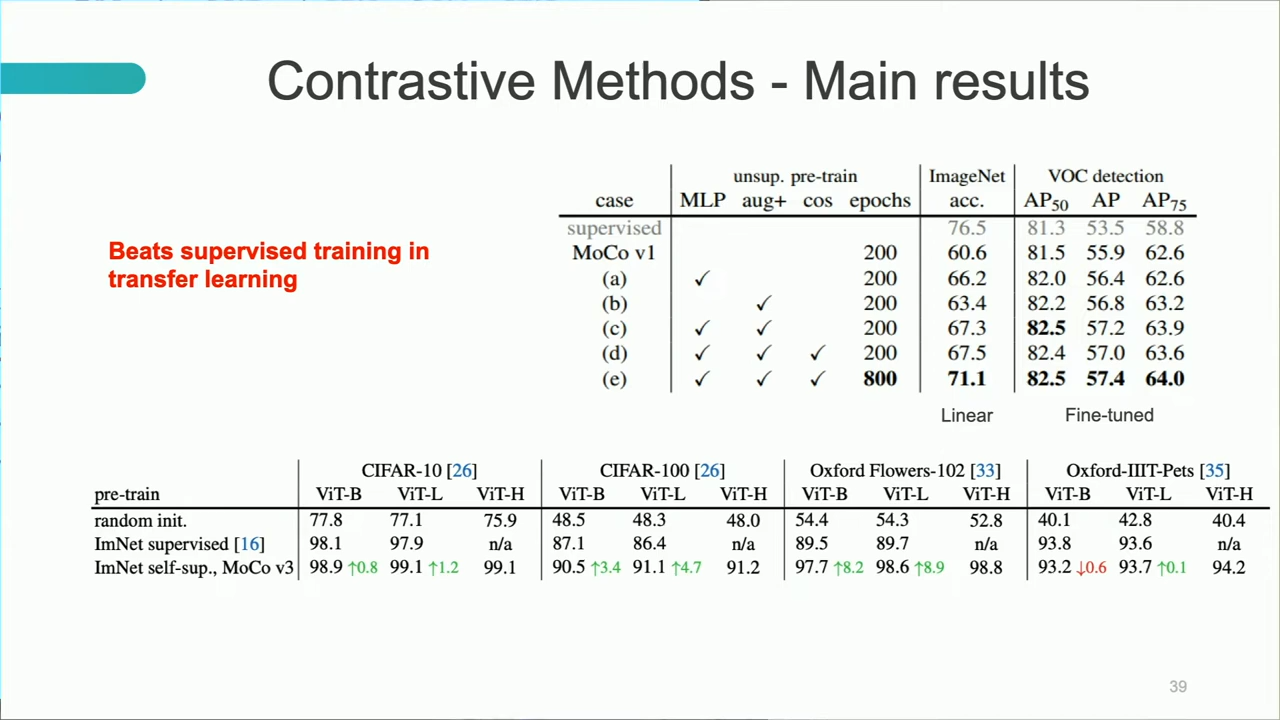 Contrastive Methods - Main results
Beats supervised training in
transfer learning
unsup. pre-train ImageNet VOC detection
case MLP aug+ cos epochs acc. AP50 AP AP75
supervised 76.5 81.3 53.5 58.8
MoCo v1 200 60.6 81.5 55.9 62.6
(a) ✓ 200 66.2 82.0 56.4 62.6
(b) ✓ 200 63.4 82.2 56.8 63.2
(c) ✓ ✓ 200 67.3 82.5 57.2 63.9
(d) ✓ ✓ ✓ 200 67.5 82.4 57.0 63.6
(e) ✓ ✓ ✓ 800 71.1 82.5 57.4 64.0
Linear Fine-tuned
CIFAR-10 [26] CIFAR-100 [26] Oxford Flowers-102 [33] Oxford-IIIT-Pets [35]
pre-train ViT-B ViT-L ViT-H ViT-B ViT-L ViT-H ViT-B ViT-L ViT-H ViT-B ViT-L ViT-H
random init. 77.8 77.1 75.9 48.5 48.3 48.0 54.4 54.3 52.8 40.1 42.8 40.4
ImNet supervised [16] 98.1 97.9 n/a 87.1 86.4 n/a 89.5 89.7 n/a 93.8 93.6 n/a
ImNet self-sup., MoCo v3 98.9 ↑0.8 99.1 ↑1.2 99.1 90.5 ↑3.4 91.1 ↑4.7 91.2 97.7 ↑8.2 98.6 ↑8.9 98.8 93.2 ↓0.6 93.7 ↑0.1 94.2
39